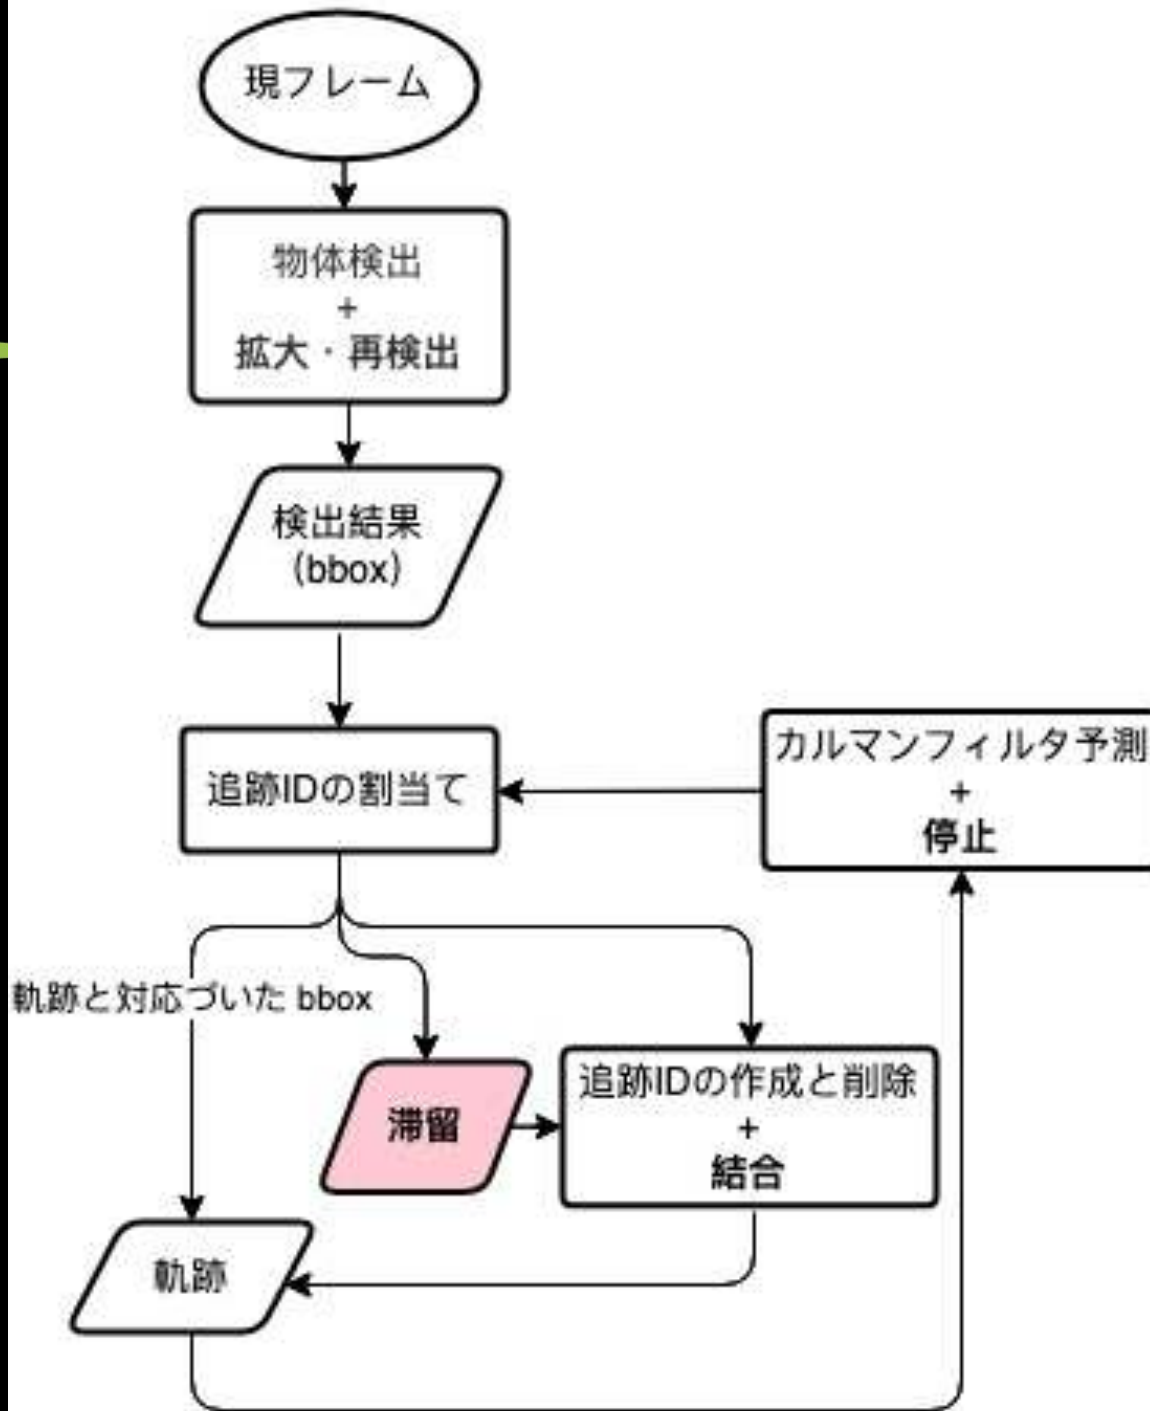 現フレーム
物体検出
+
拡大・再検出
検出結果
(bbox)
追跡IDの割当て
カルマンフィルタ予測
+
停止
軌跡と対応づいた bbox
滞留
追跡IDの作成と削除
+
結合
軌跡